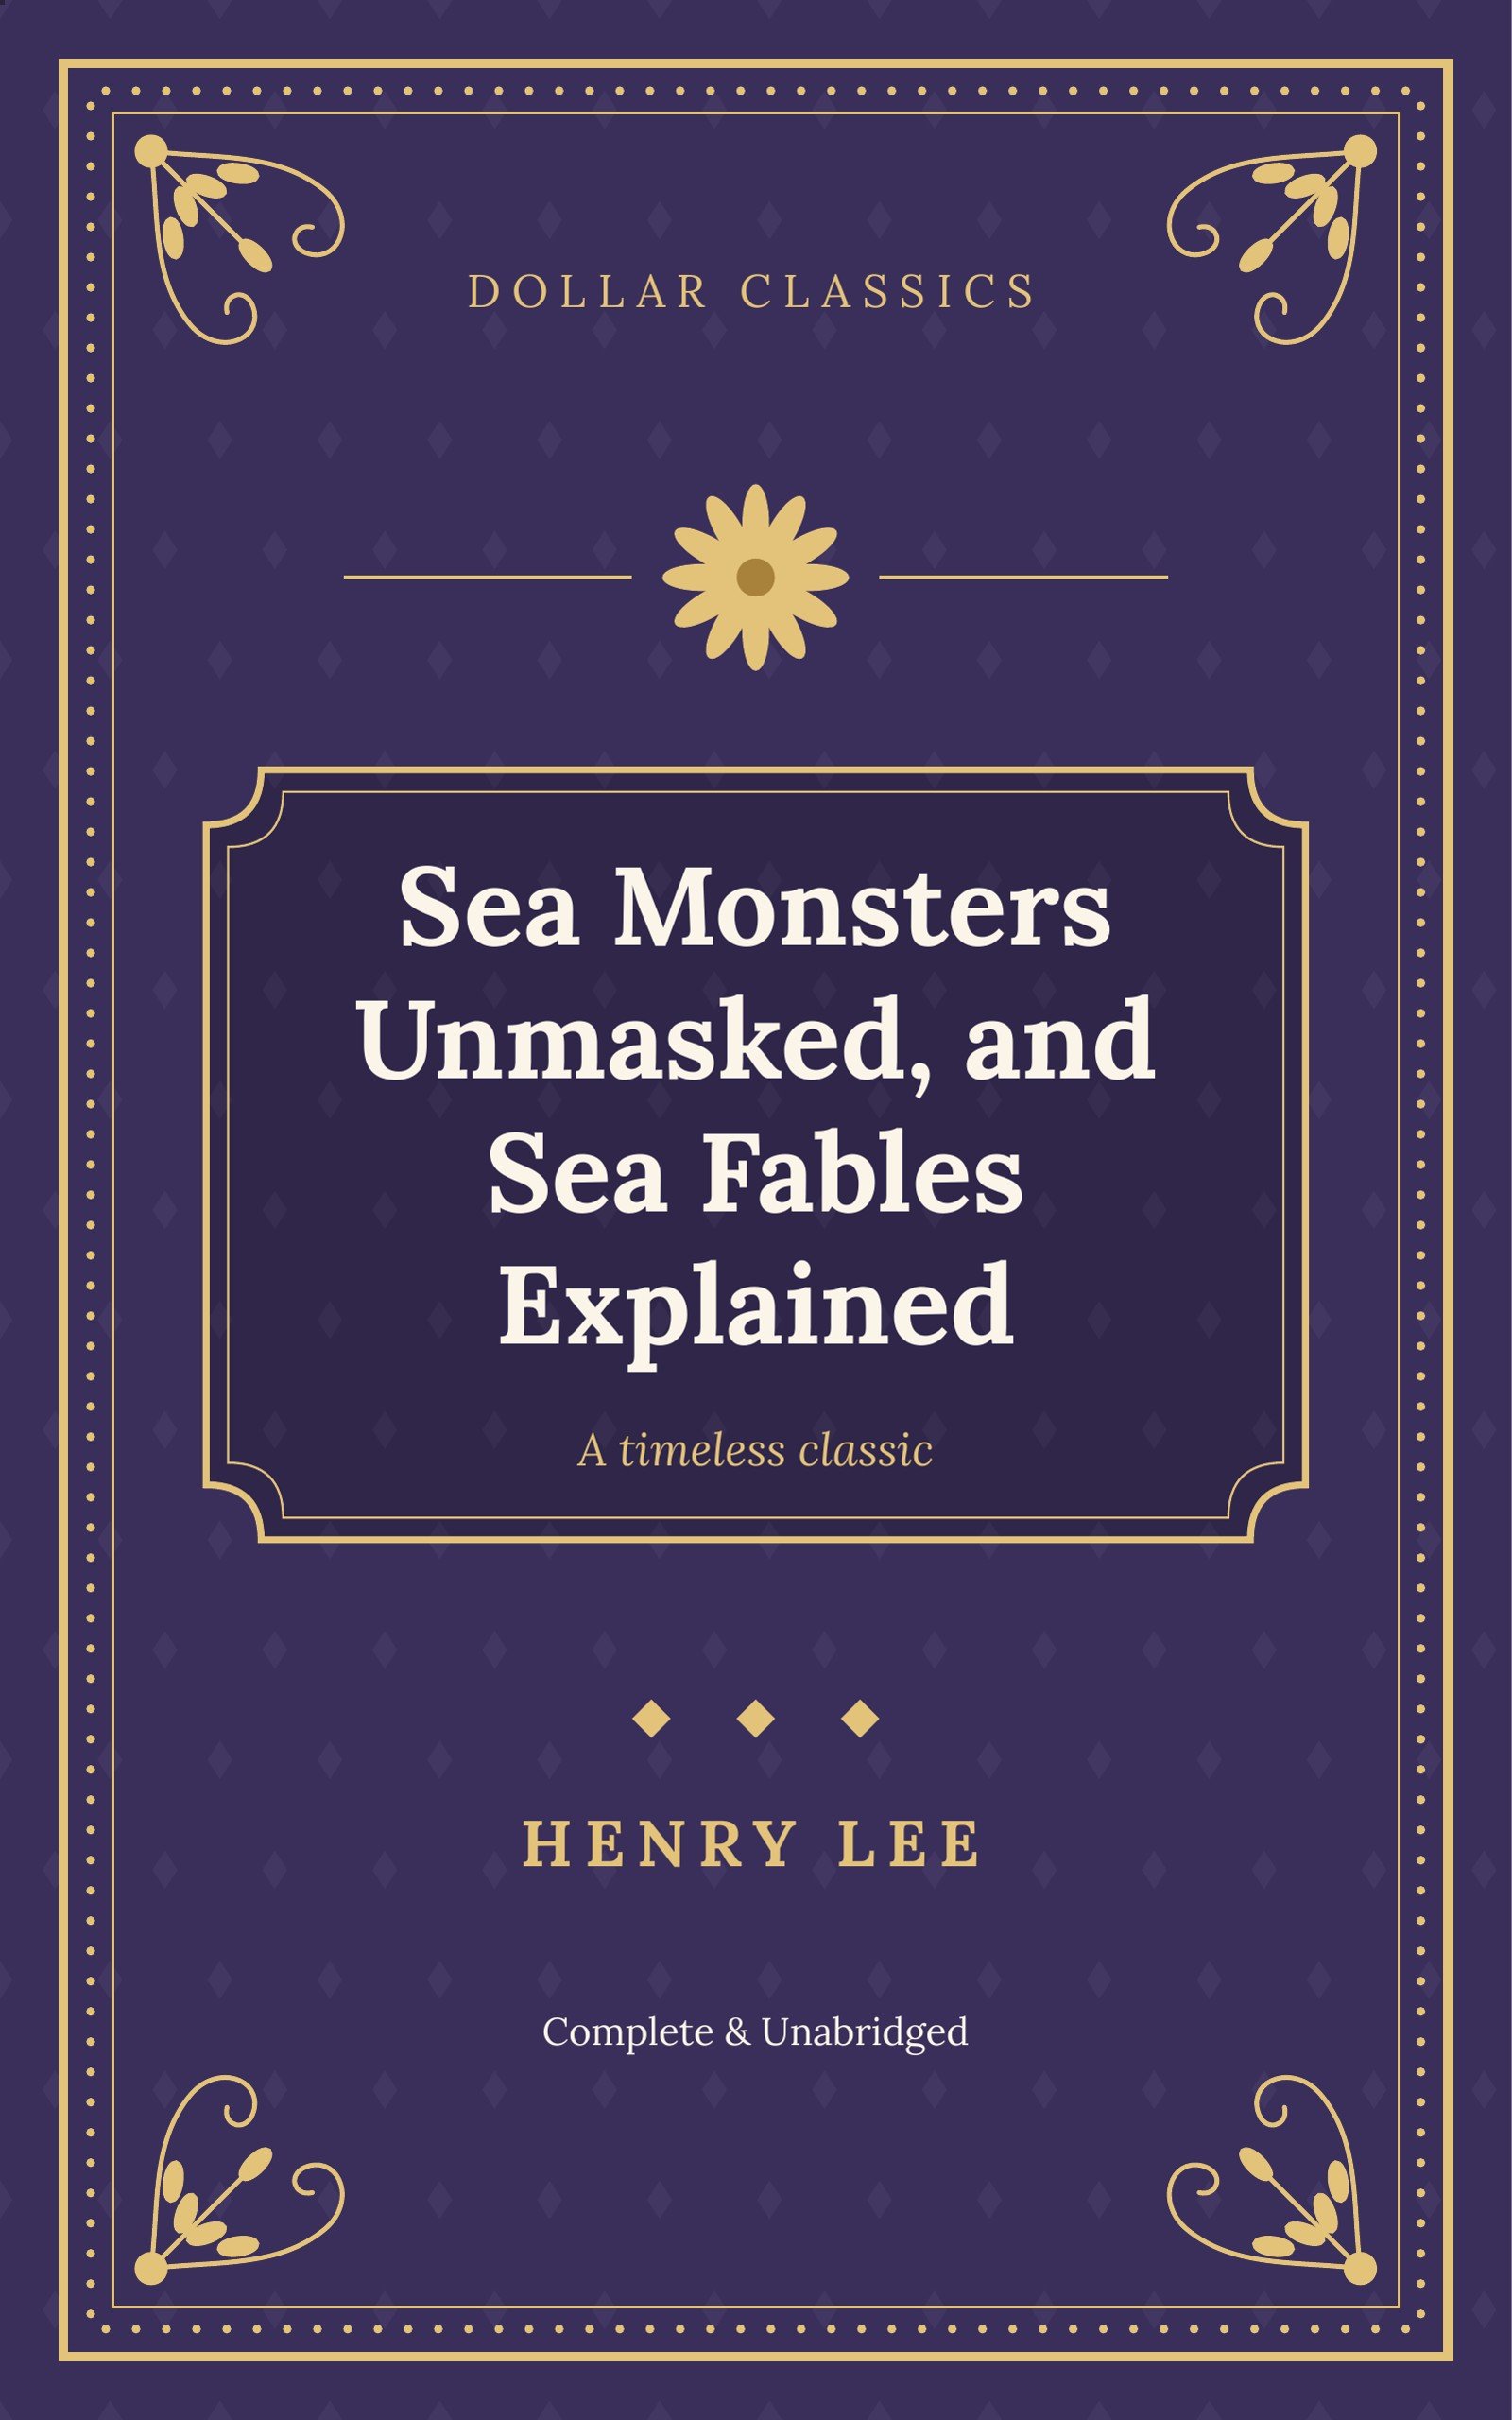 DOLLAR CLASSICS
Sea Monsters
Unmasked, and
Sea Fables
Explained
A timeless classic
HENRY LEE
Complete & Unabridged